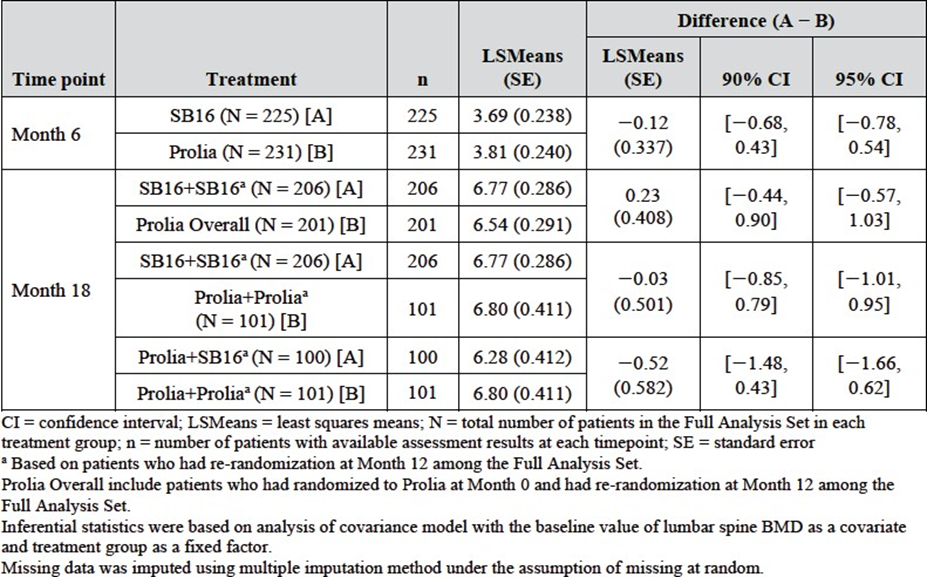 Difference (A − B)
Time point Treatment n LSMeans (SE) LSMeans (SE) 90% CI 95% CI
Month 6
SB16 (N = 225) [A] 225 3.69 (0.238)
Prolia (N = 231) [B] 231 3.81 (0.240)
−0.12 (0.337) [−0.68, 0.43] [−0.78, 0.54]
Month 18
SB16+SB16ᵃ (N = 206) [A] 206 6.77 (0.286)
Prolia Overall (N = 201) [B] 201 6.54 (0.291)
0.23 (0.408) [−0.44, 0.90] [−0.57, 1.03]
SB16+SB16ᵃ (N = 206) [A] 206 6.77 (0.286)
Prolia+Proliaᵃ (N = 101) [B] 101 6.80 (0.411)
−0.03 (0.501) [−0.85, 0.79] [−1.01, 0.95]
Prolia+SB16ᵃ (N = 100) [A] 100 6.28 (0.412)
Prolia+Proliaᵃ (N = 101) [B] 101 6.80 (0.411)
−0.52 (0.582) [−1.48, 0.43] [−1.66, 0.62]
CI = confidence interval; LSMeans = least squares means; N = total number of patients in the Full Analysis Set in each
treatment group; n = number of patients with available assessment results at each timepoint; SE = standard error
ᵃ Based on patients who had re-randomization at Month 12 among the Full Analysis Set.
Prolia Overall include patients who had randomized to Prolia at Month 0 and had re-randomization at Month 12 among the
Full Analysis Set.
Inferential statistics were based on analysis of covariance model with the baseline value of lumbar spine BMD as a covariate
and treatment group as a fixed factor.
Missing data was imputed using multiple imputation method under the assumption of missing at random.